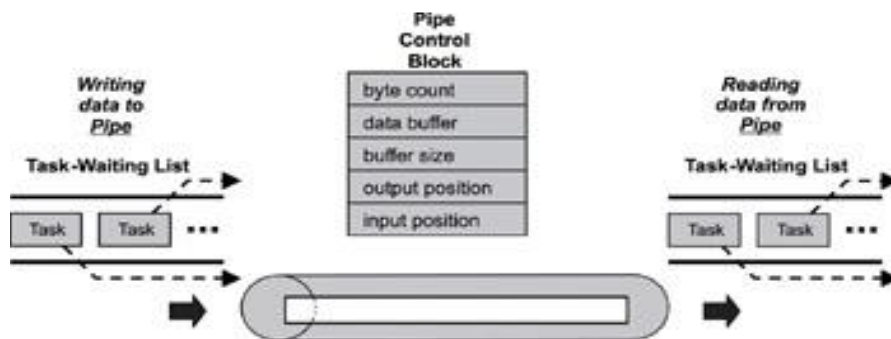 Pipe
Control
Block
Writing
data to
Pipe
Task-Waiting List
Task
Task
...
byte count
data buffer
buffer size
output position
input position
Reading
data from
Pipe
Task-Waiting List
Task
Task
...